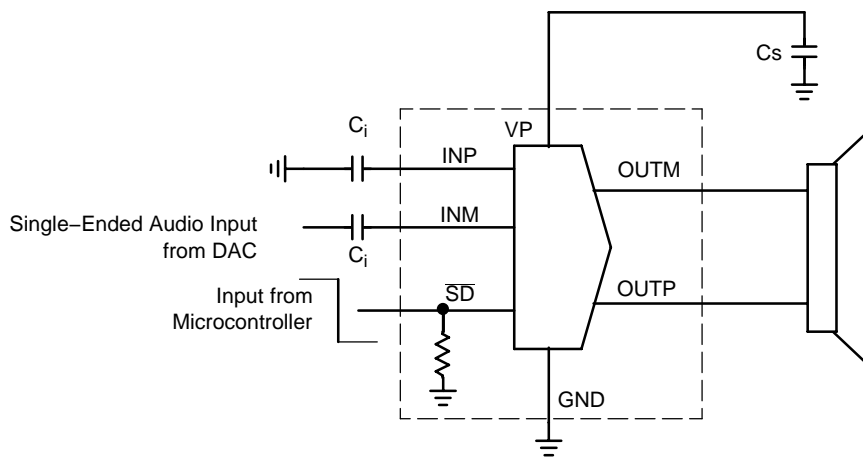 Cs
Ci
VP
INP
OUTM
Single−Ended Audio Input
from DAC
INM
Ci
Input from
Microcontroller
SD
OUTP
GND